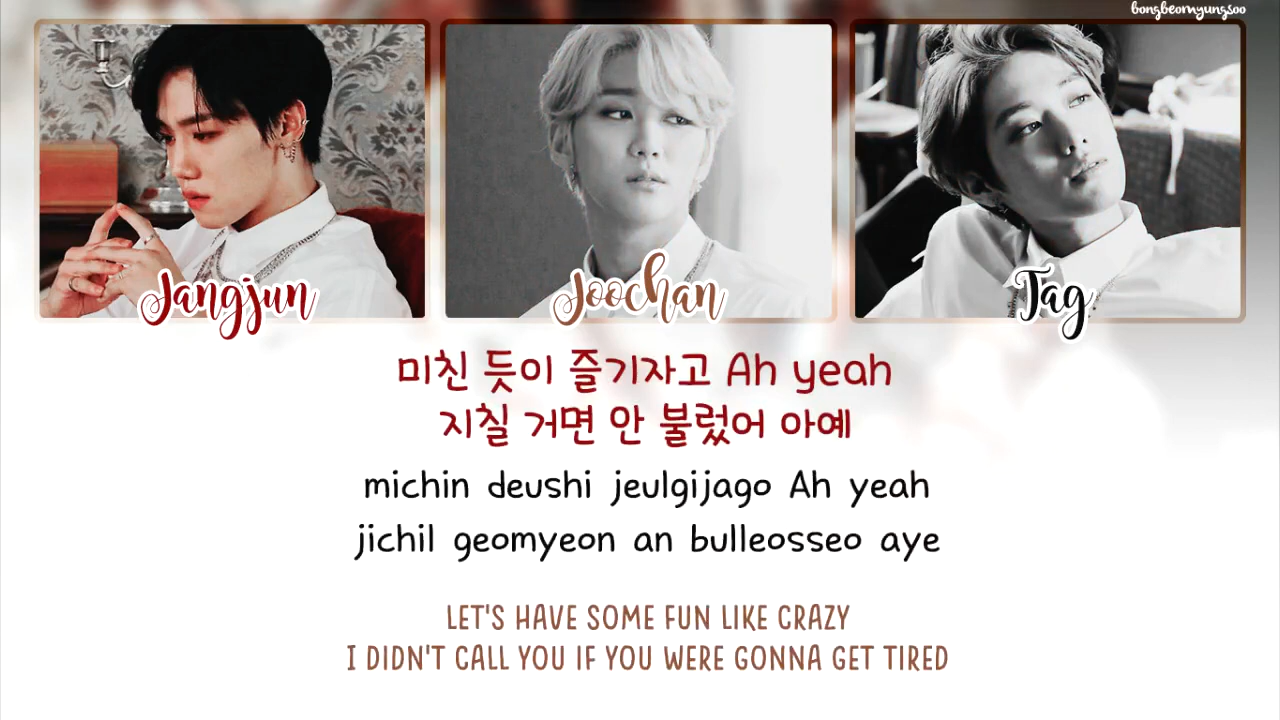 bongbeomyungsoo
Jangjun
Joochan
Tag
미친 듯이 즐기자고 Ah yeah
지칠 거면 안 불렀어 아예
michin deushi jeulgijago Ah yeah
jichil geomyeon an bulleosseo aye
LET'S HAVE SOME FUN LIKE CRAZY
I DIDN'T CALL YOU IF YOU WERE GONNA GET TIRED